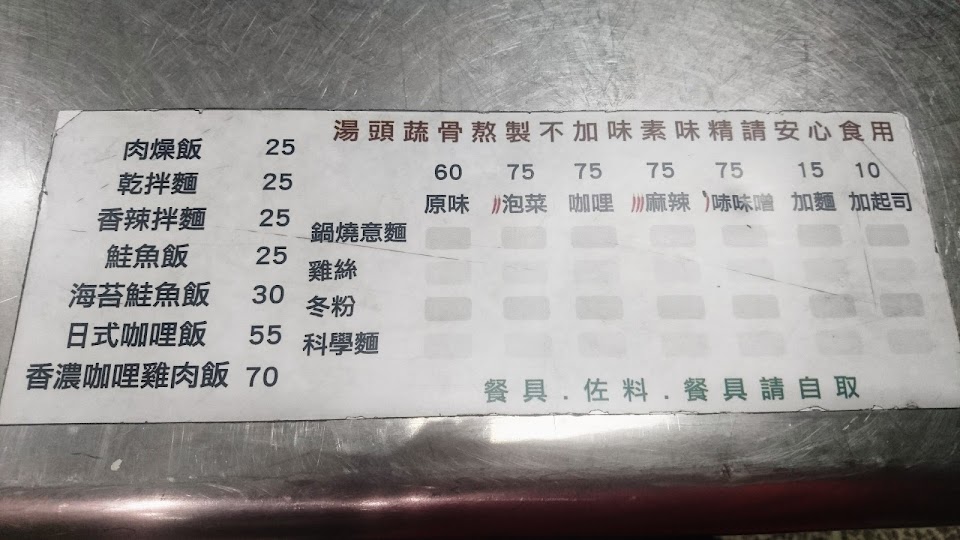 肉燥飯 25
乾拌麵 25
香辣拌麵 25
鮭魚飯 25
海苔鮭魚飯 30
日式咖哩飯 55
香濃咖哩雞肉飯 70
湯頭蔬骨熬製不加味素味精請安心食用
60 75 75 75 75 15 10
原味 泡菜 咖哩 麻辣 哧味噌 加麵 加起司
鍋燒意麵
雞絲
冬粉
科學麵
餐具.佐料.餐具請自取